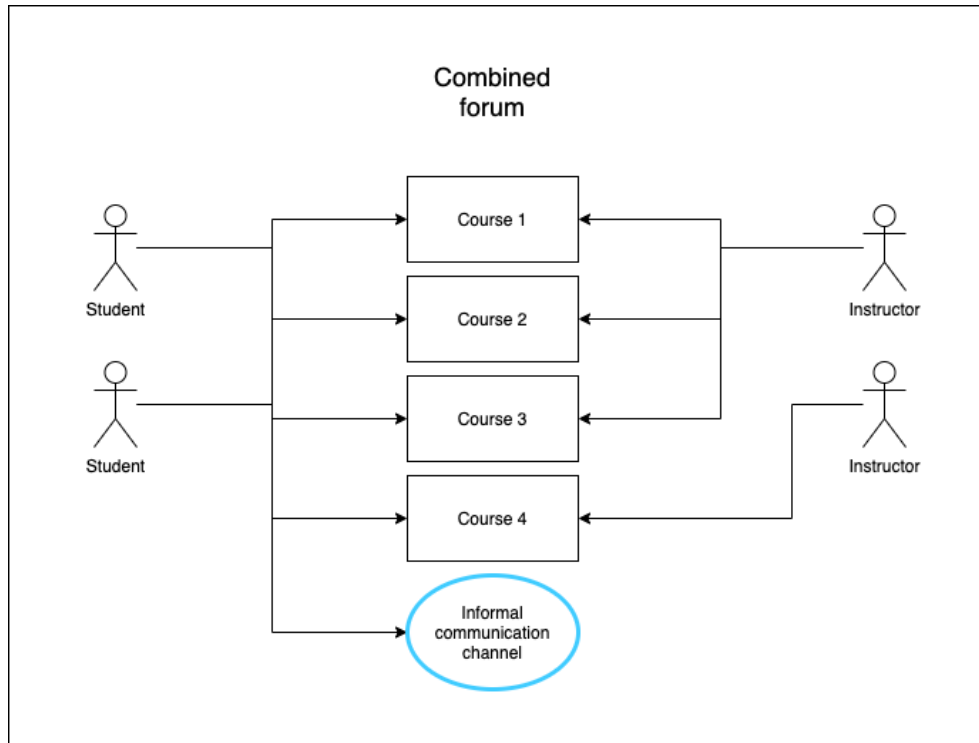 Combined
forum
Course 1
Student
Instructor
Course 2
Course 3
Student
Instructor
Course 4
Informal
communication
channel